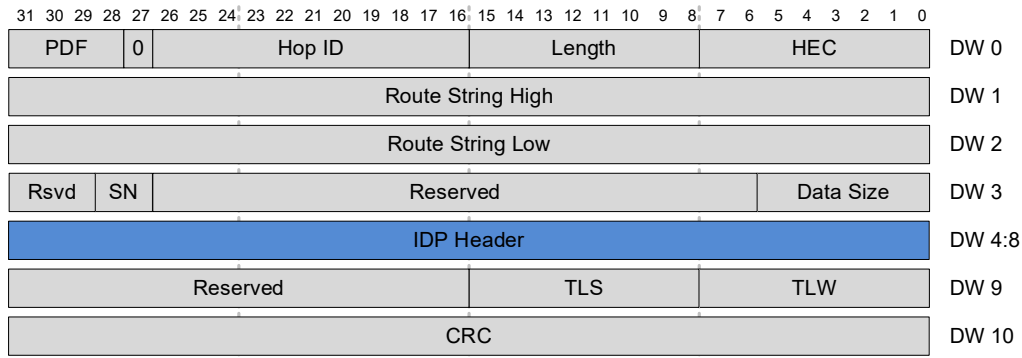 31 30 29 28 27 26 25 24 23 22 21 20 19 18 17 16 15 14 13 12 11 10 9 8 7 6 5 4 3 2 1 0
PDF 0 Hop ID Length HEC DW 0
Route String High DW 1
Route String Low DW 2
Rsvd SN Reserved Data Size DW 3
IDP Header DW 4:8
Reserved TLS TLW DW 9
CRC DW 10